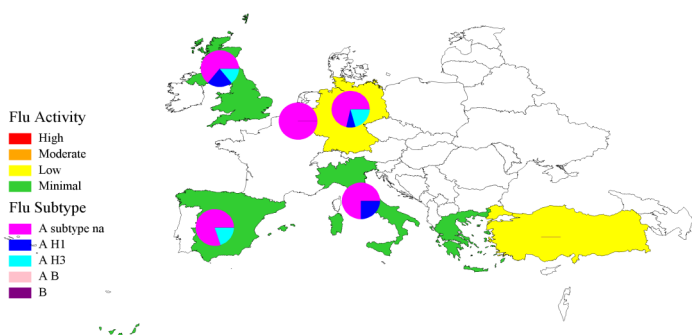 Flu Activity
High
Moderate
Low
Minimal
Flu Subtype
A subtype na
A H1
A H3
A B
B